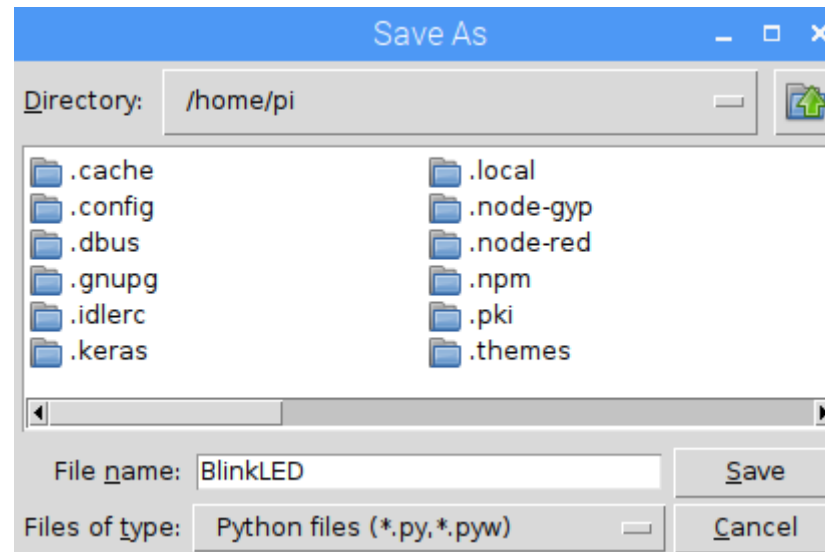 Save As
Directory: /home/pi
.cache .local
.config .node-gyp
.dbus .node-red
.gnupg .npm
.idlerc .pki
.keras .themes
File name: BlinkLED Save
Files of type: Python files (*.py,*.pyw) Cancel